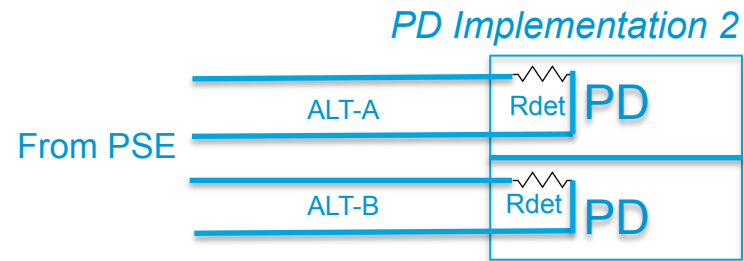 PD Implementation 2
ALT-A
Rdet
PD
From PSE
ALT-B
Rdet
PD